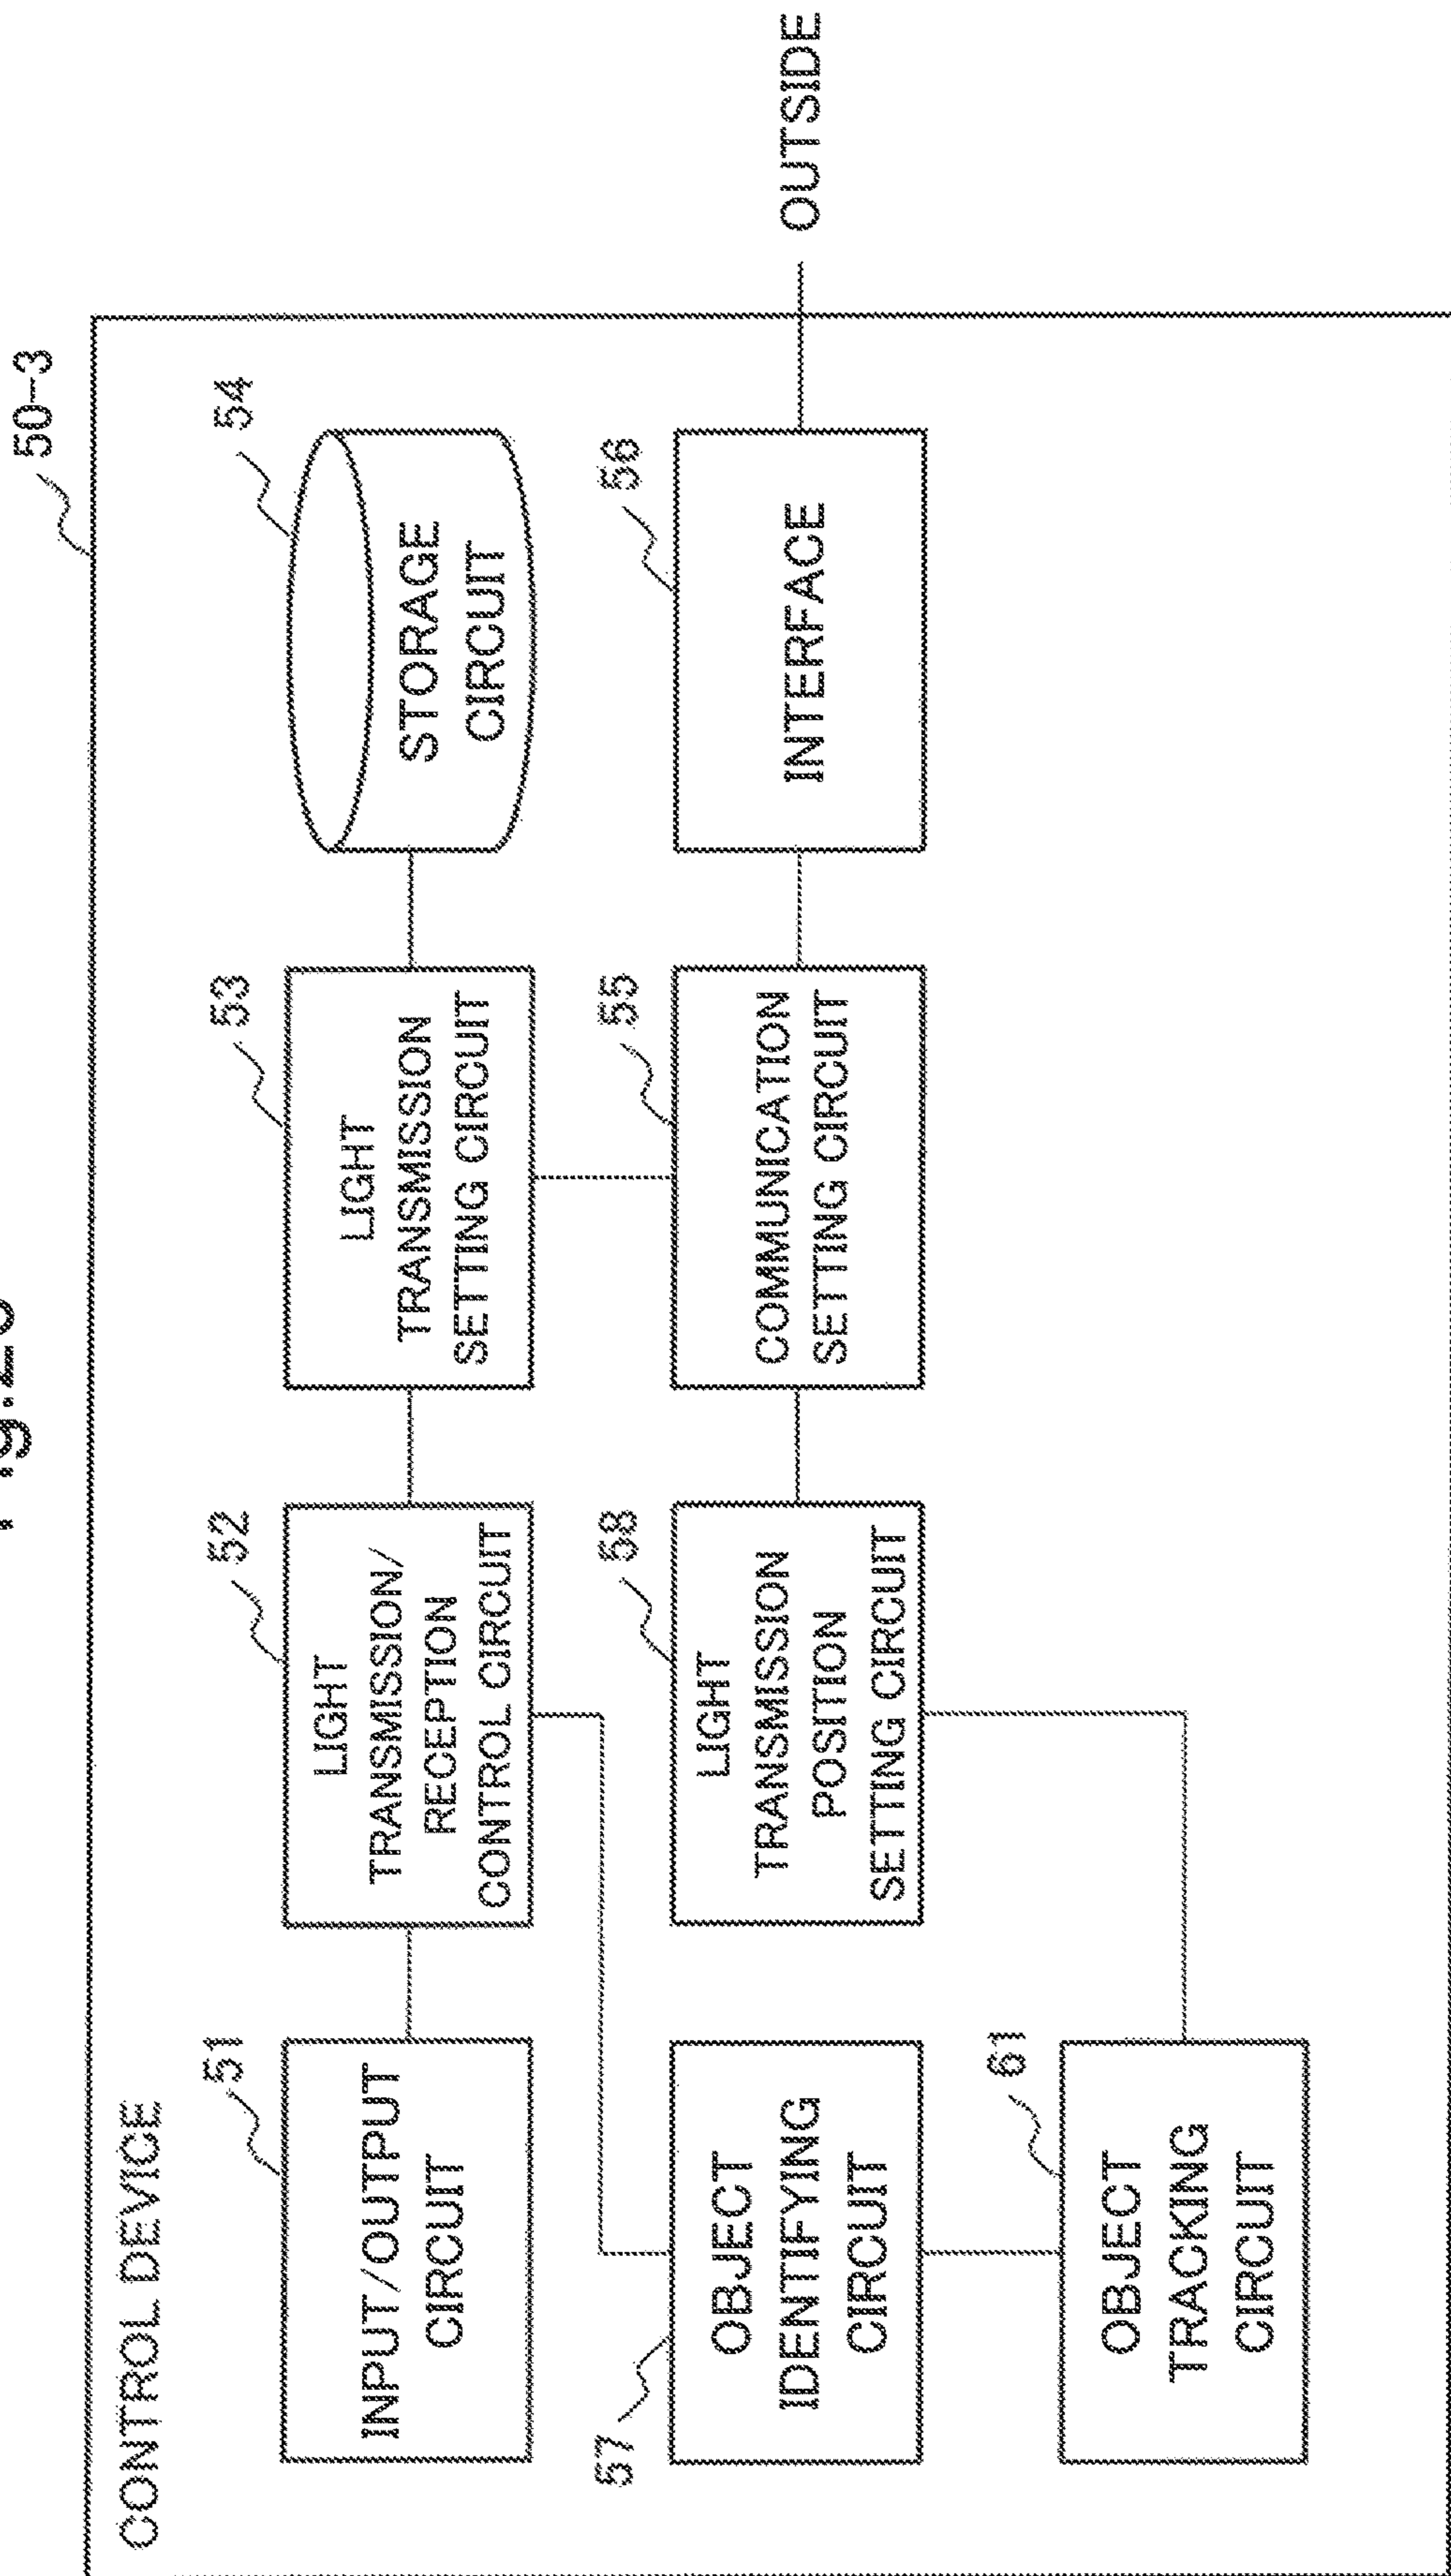 50-3
CONTROL DEVICE
51
INPUT/OUTPUT
CIRCUIT
52
LIGHT
TRANSMISSION/
RECEPTION
CONTROL CIRCUIT
53
LIGHT
TRANSMISSION
SETTING CIRCUIT
54
STORAGE
CIRCUIT
57
OBJECT
IDENTIFYING
CIRCUIT
58
LIGHT
TRANSMISSION
POSITION
SETTING CIRCUIT
55
COMMUNICATION
SETTING CIRCUIT
56
INTERFACE
OUTSIDE
61
OBJECT
TRACKING
CIRCUIT